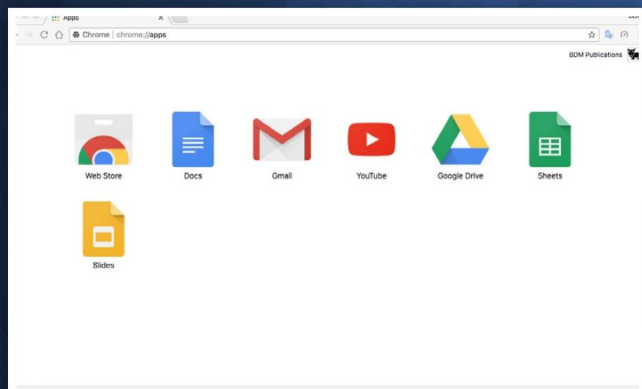 Apps
Chrome | chrome://apps
BDM Publications
Web Store
Docs
Gmail
YouTube
Google Drive
Sheets
Slides